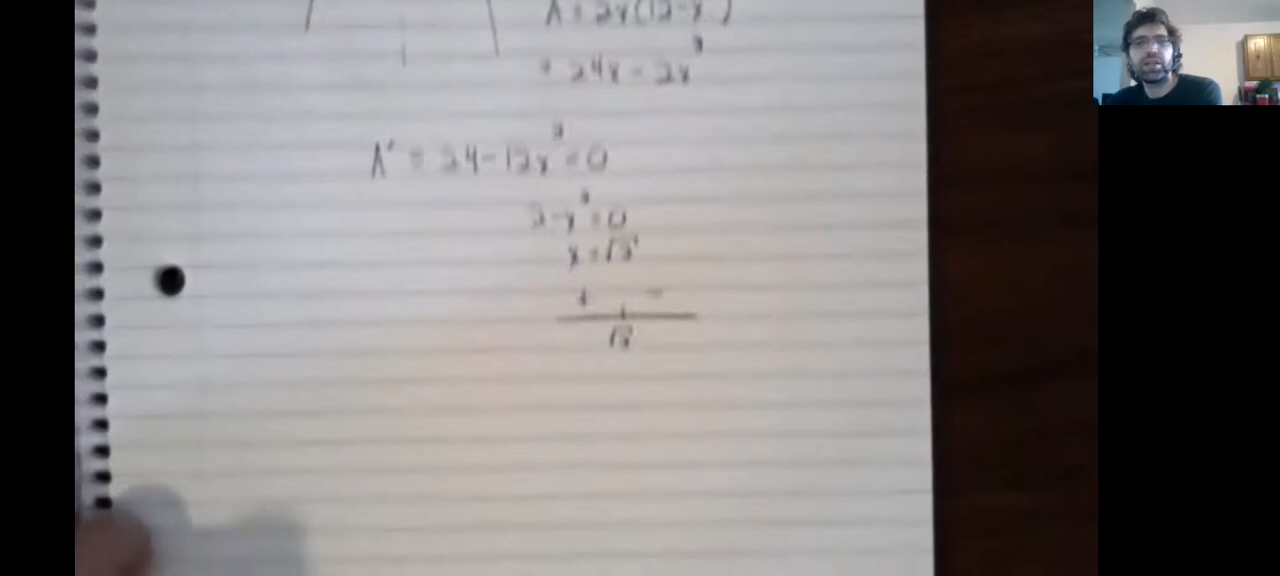 A = 2x(12-x²)
= 24x - 2x³
A' = 24-12x² = 0
2-x² = 0
x = √2
+ −
√2